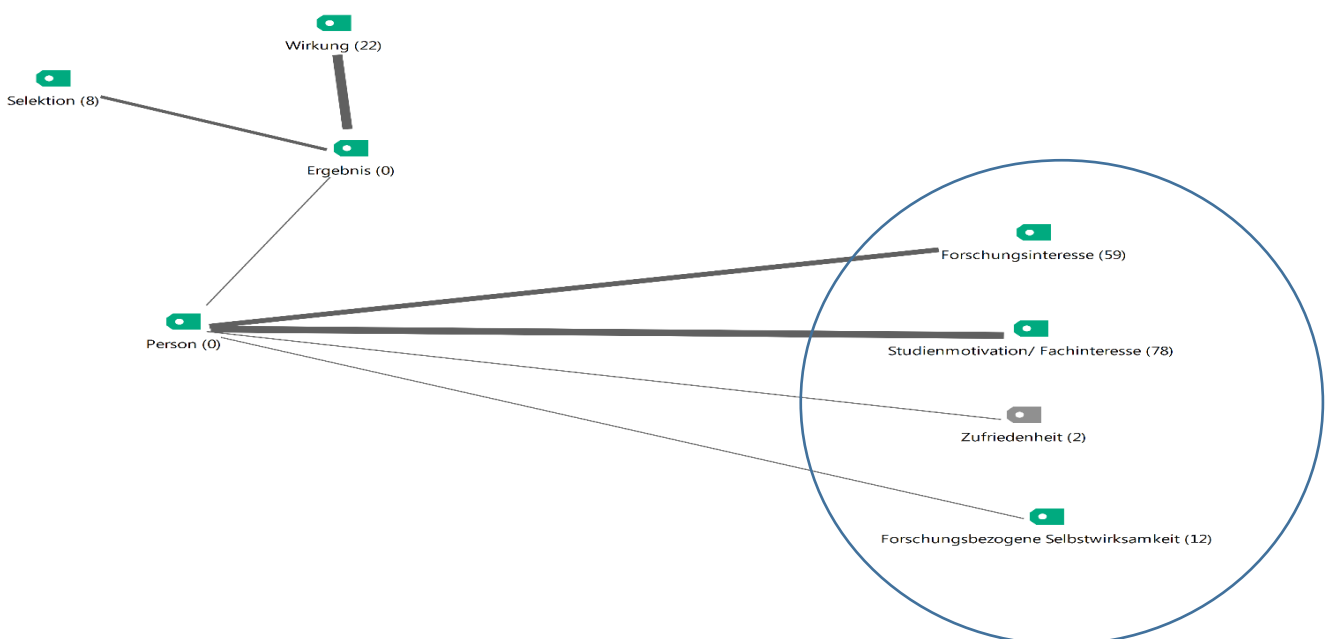 Wirkung (22)
Selektion (8)
Ergebnis (0)
Forschungsinteresse (59)
Person (0)
Studienmotivation/ Fachinteresse (78)
Zufriedenheit (2)
Forschungsbezogene Selbstwirksamkeit (12)